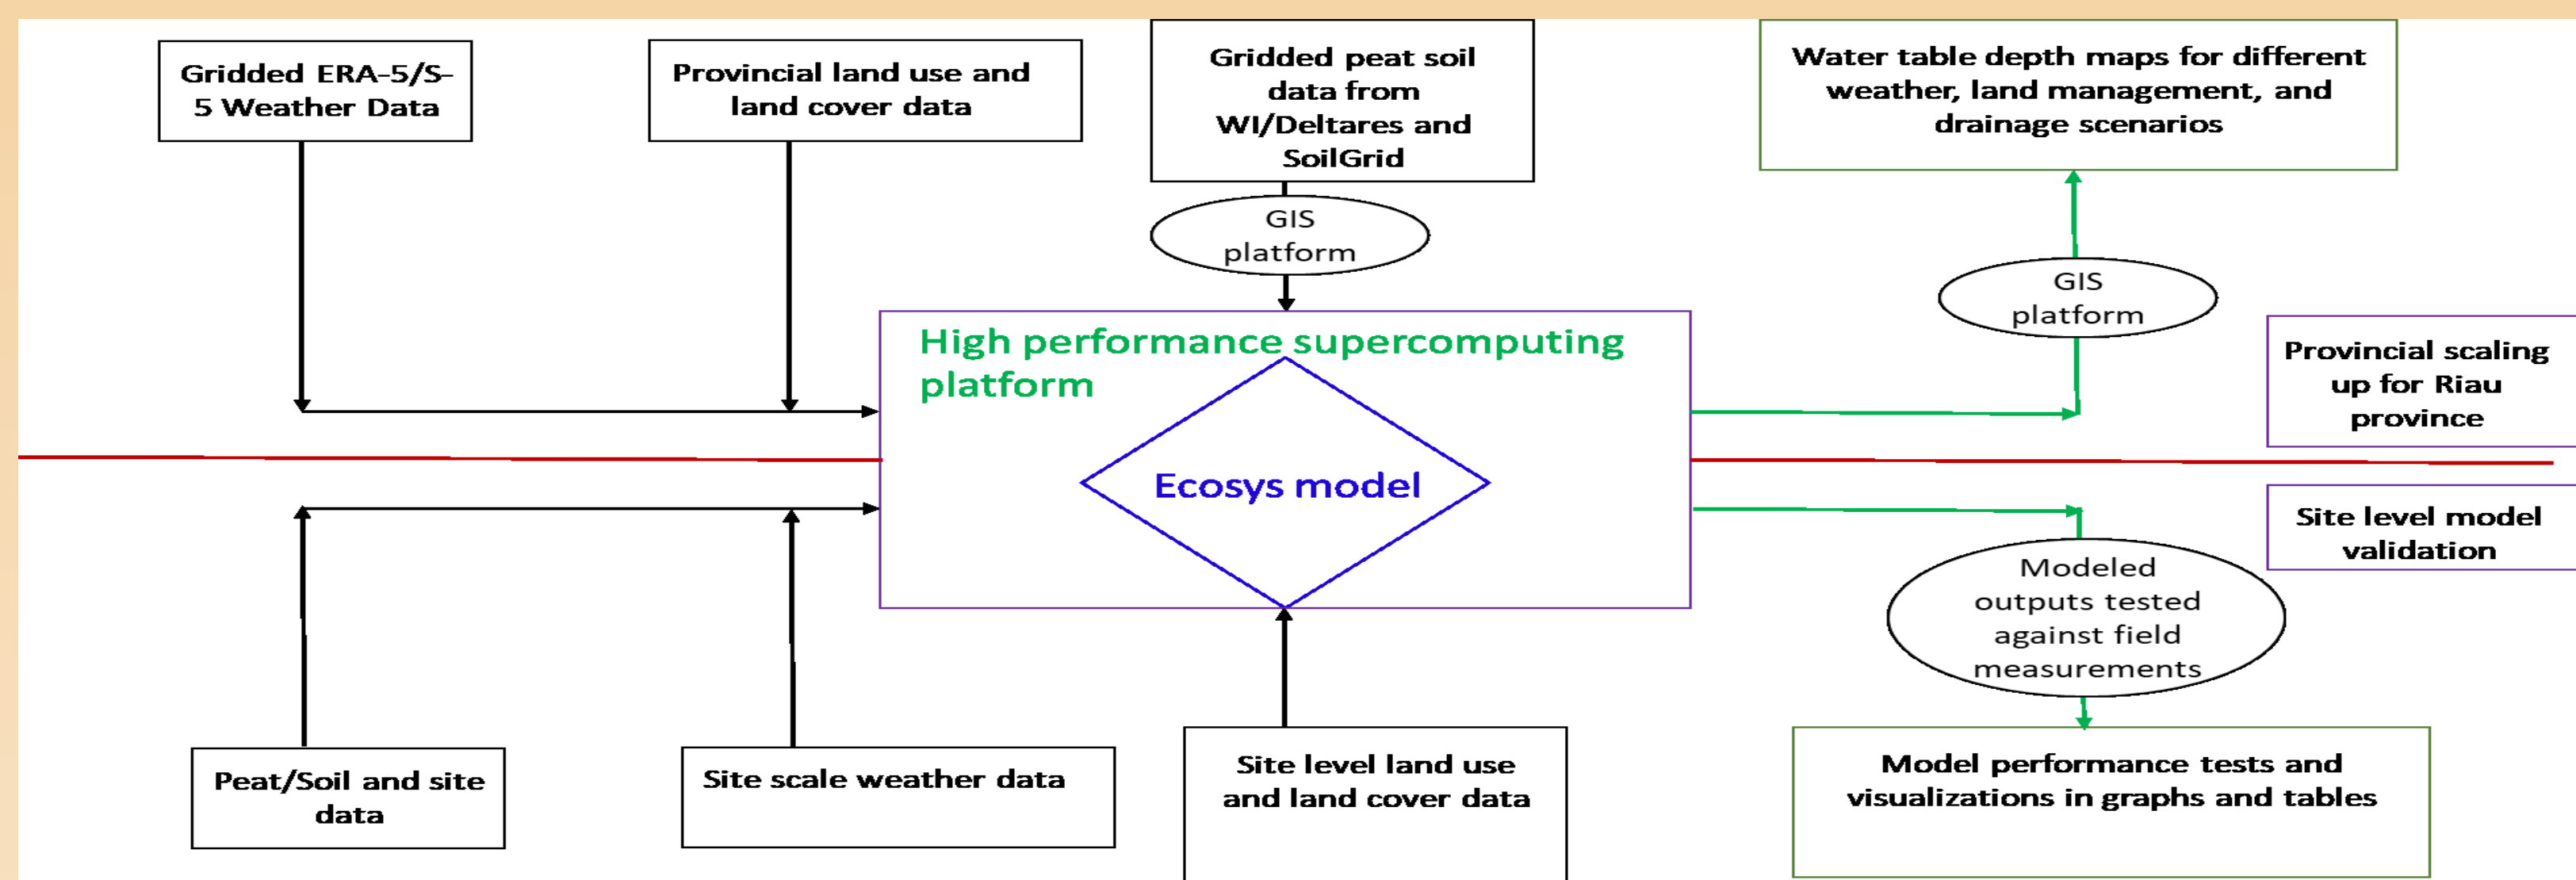 Gridded ERA-5/S-
5 Weather Data
Provincial land use and
land cover data
Gridded peat soil
data from
WI/Deltares and
SoilGrid
Water table depth maps for different
weather, land management, and
drainage scenarios
GIS
platform
GIS
platform
High performance supercomputing
platform
Provincial scaling
up for Riau
province
Ecosys model
Site level model
validation
Modeled
outputs tested
against field
measurements
Peat/Soil and site
data
Site scale weather data
Site level land use
and land cover data
Model performance tests and
visualizations in graphs and tables